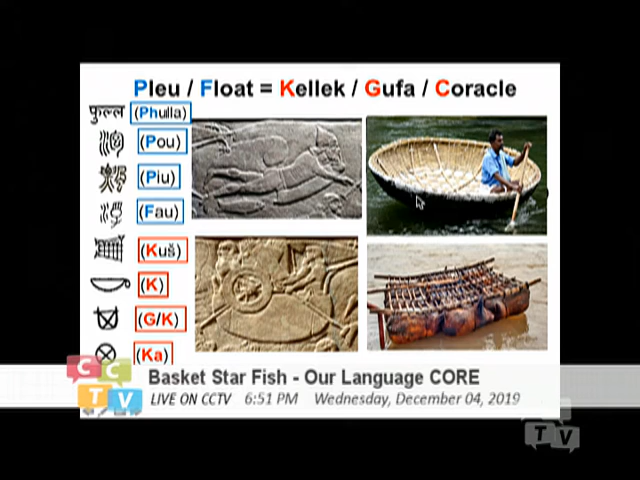 Pleu / Float = Kellek / Gufa / Coracle
फुल्ल (Phulla)
(Pou)
(Piu)
(Fau)
(Kuš)
(K)
(G/K)
(Ka)
CCTV
Basket Star Fish - Our Language CORE
LIVE ON CCTV 6:51 PM Wednesday, December 04, 2019
TV